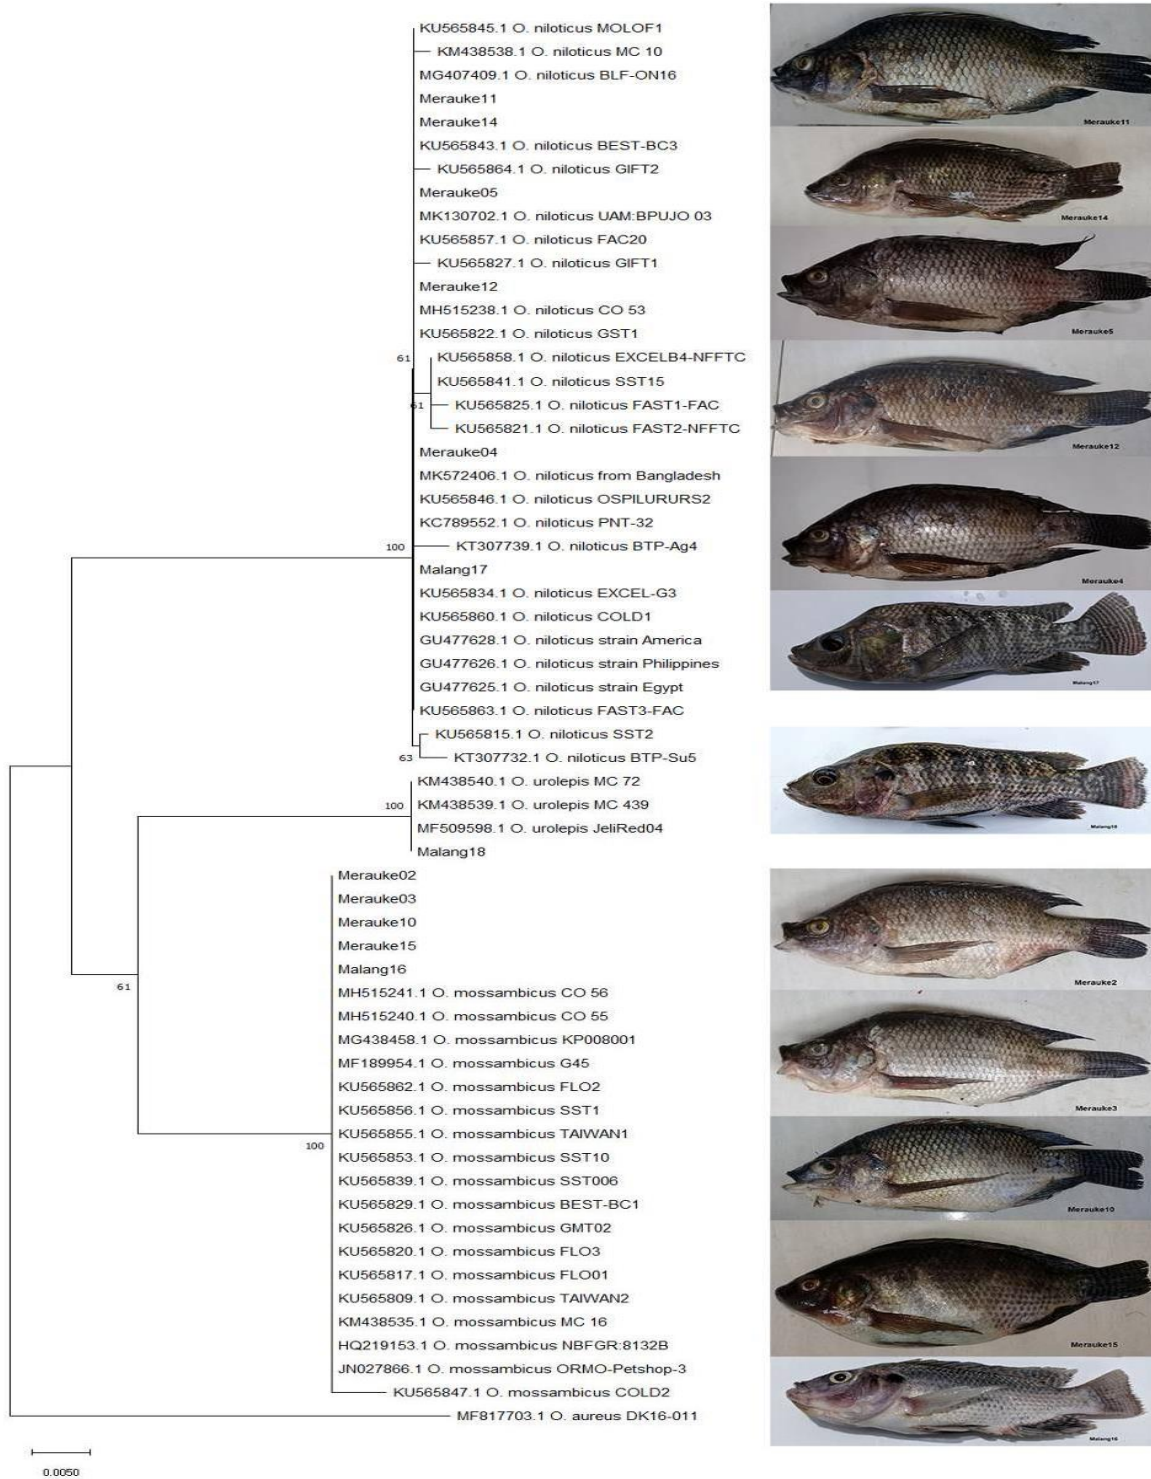 KU565845.1 O. niloticus MOLOF1
KM438538.1 O. niloticus MC 10
MG407409.1 O. niloticus BLF-ON16
Merauke11
Merauke14
KU565843.1 O. niloticus BEST-BC3
KU565864.1 O. niloticus GIFT2
Merauke05
MK130702.1 O. niloticus UAM:BPUJO 03
KU565857.1 O. niloticus FAC20
KU565827.1 O. niloticus GIFT1
Merauke12
MH515238.1 O. niloticus CO 53
KU565822.1 O. niloticus GST1
61
KU565858.1 O. niloticus EXCELB4-NFFTC
KU565841.1 O. niloticus SST15
61
KU565825.1 O. niloticus FAST1-FAC
KU565821.1 O. niloticus FAST2-NFFTC
Merauke04
MK572406.1 O. niloticus from Bangladesh
KU565846.1 O. niloticus OSPILURURS2
KC789552.1 O. niloticus PNT-32
100
KT307739.1 O. niloticus BTP-Ag4
Malang17
KU565834.1 O. niloticus EXCEL-G3
KU565860.1 O. niloticus COLD1
GU477628.1 O. niloticus strain America
GU477626.1 O. niloticus strain Philippines
GU477625.1 O. niloticus strain Egypt
KU565863.1 O. niloticus FAST3-FAC
KU565815.1 O. niloticus SST2
63
KT307732.1 O. niloticus BTP-Su5
KM438540.1 O. urolepis MC 72
100
KM438539.1 O. urolepis MC 439
MF509598.1 O. urolepis JeliRed04
Malang18
Merauke02
Merauke03
Merauke10
Merauke15
Malang16
61
MH515241.1 O. mossambicus CO 56
MH515240.1 O. mossambicus CO 55
MG438458.1 O. mossambicus KP008001
MF189954.1 O. mossambicus G45
KU565862.1 O. mossambicus FLO2
KU565856.1 O. mossambicus SST1
KU565855.1 O. mossambicus TAIWAN1
100
KU565853.1 O. mossambicus SST10
KU565839.1 O. mossambicus SST006
KU565829.1 O. mossambicus BEST-BC1
KU565826.1 O. mossambicus GMT02
KU565820.1 O. mossambicus FLO3
KU565817.1 O. mossambicus FLO01
KU565809.1 O. mossambicus TAIWAN2
KM438535.1 O. mossambicus MC 16
HQ219153.1 O. mossambicus NBFGR:8132B
JN027866.1 O. mossambicus ORMO-Petshop-3
KU565847.1 O. mossambicus COLD2
MF817703.1 O. aureus DK16-011
0.0050
Merauke11
Merauke14
Merauke5
Merauke12
Merauke4
Malang17
Malang18
Merauke2
Merauke3
Merauke10
Merauke15
Malang16